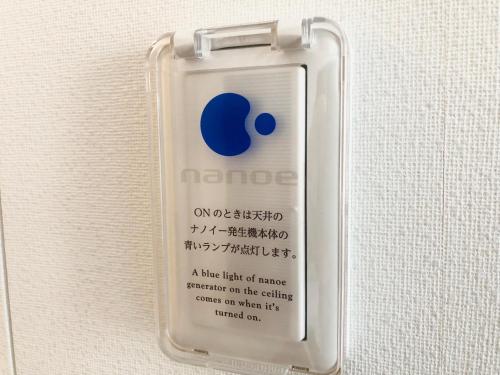 nanoe
ONのときは天井の
ナノイー発生機本体の
青いランプが点灯します。
A blue light of nanoe
generator on the ceiling
comes on when it's
turned on.